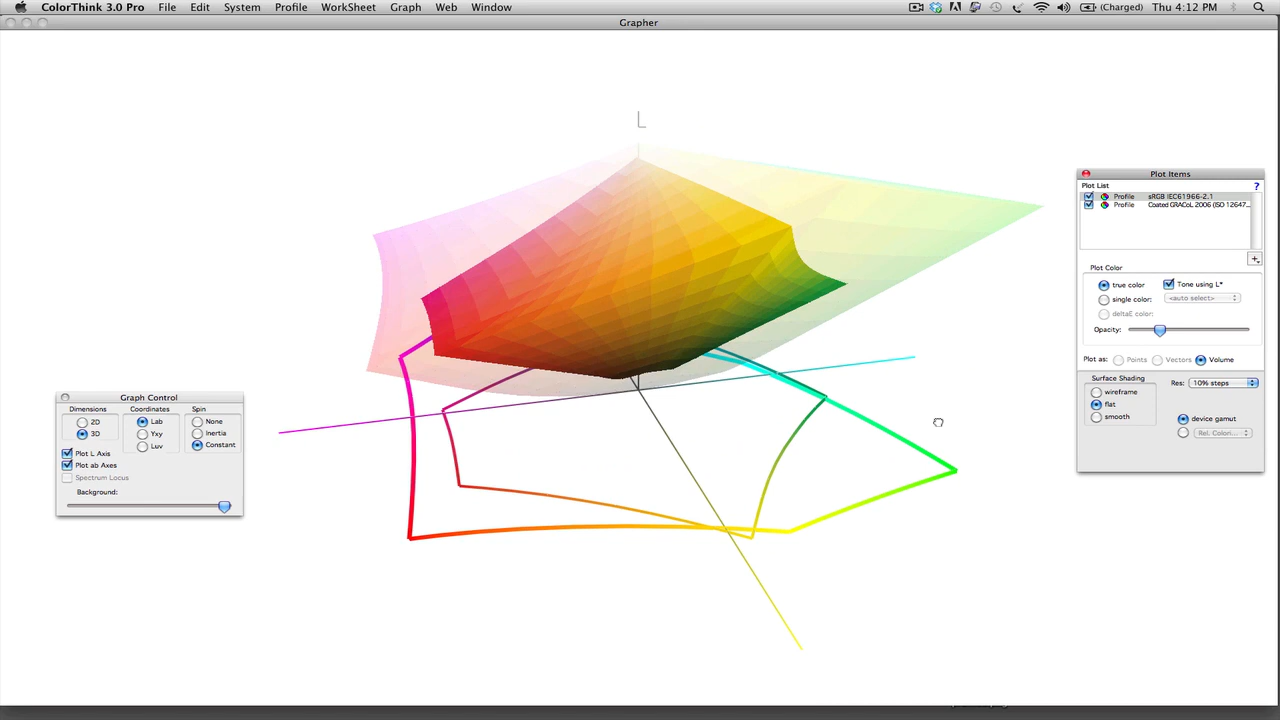 ColorThink 3.0 Pro File Edit System Profile WorkSheet Graph Web Window (Charged) Thu 4:12 PM
Grapher
L
Plot Items
Plot List
?
Profile sRGB IEC61966-2.1
Profile Coated GRACoL 2006 (ISO 12647...
+
Plot Color
true color
Tone using L*
single color:
<auto select>
deltaE color:
Opacity:
Plot as: Points Vectors Volume
Surface Shading
Res: 10% steps
wireframe
flat
smooth
device gamut
Rel. Colori...
Graph Control
Dimensions Coordinates Spin
2D Lab None
3D Yxy Inertia
Luv Constant
Plot L Axis
Plot ab Axes
Spectrum Locus
Background: